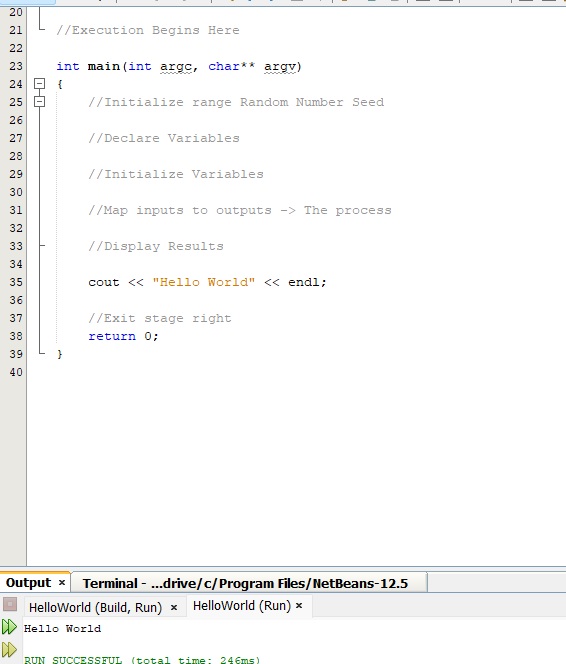 20
21 //Execution Begins Here
22
23 int main(int argc, char** argv)
24 {
25 //Initialize range Random Number Seed
26
27 //Declare Variables
28
29 //Initialize Variables
30
31 //Map inputs to outputs -> The process
32
33 //Display Results
34
35 cout << "Hello World" << endl;
36
37 //Exit stage right
38 return 0;
39 }
40
Output × Terminal - ...drive/c/Program Files/NetBeans-12.5
HelloWorld (Build, Run) × HelloWorld (Run) ×
Hello World
RUN SUCCESSFUL (total time: 246ms)